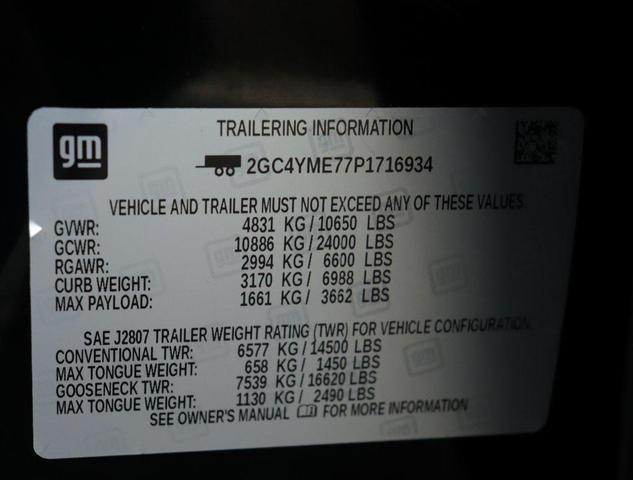 gm
TRAILERING INFORMATION
2GC4YME77P1716934
VEHICLE AND TRAILER MUST NOT EXCEED ANY OF THESE VALUES.
GVWR: 4831 KG/10650 LBS
GCWR: 10886 KG/24000 LBS
RGAWR: 2994 KG/ 6600 LBS
CURB WEIGHT: 3170 KG/ 6988 LBS
MAX PAYLOAD: 1661 KG/ 3662 LBS
SAE J2807 TRAILER WEIGHT RATING (TWR) FOR VEHICLE CONFIGURATION.
CONVENTIONAL TWR: 6577 KG/14500 LBS
MAX TONGUE WEIGHT: 658 KG/ 1450 LBS
GOOSENECK TWR: 7539 KG/16620 LBS
MAX TONGUE WEIGHT: 1130 KG/ 2490 LBS
SEE OWNER'S MANUAL FOR MORE INFORMATION